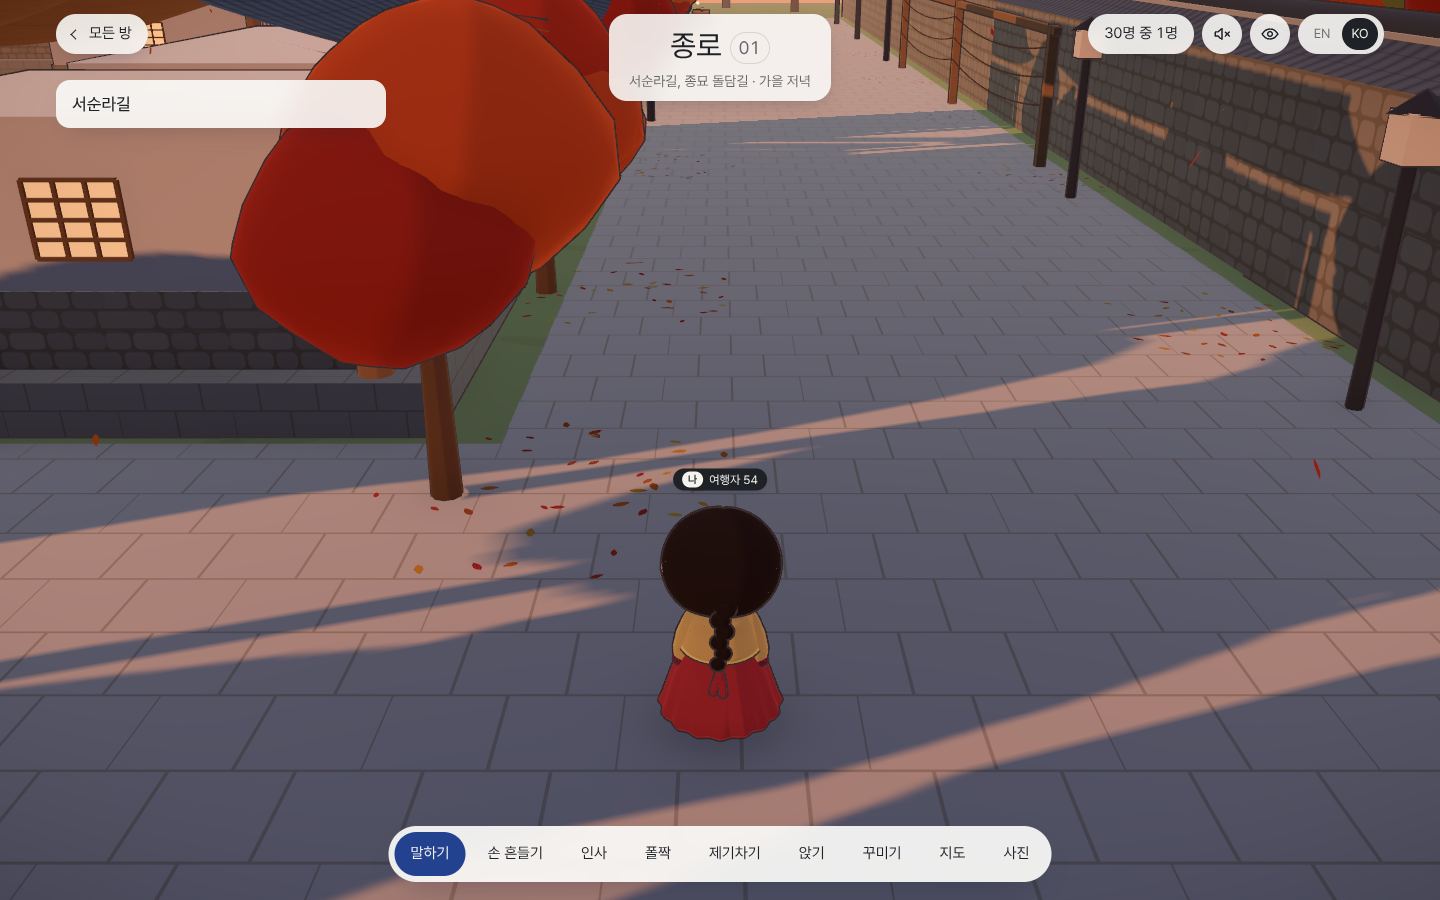 모든 방
종로 01
서순라길, 종묘 돌담길 · 가을 저녁
30명 중 1명
EN KO
서순라길
나 여행자 54
말하기 손 흔들기 인사 폴짝 제기차기 앉기 꾸미기 지도 사진